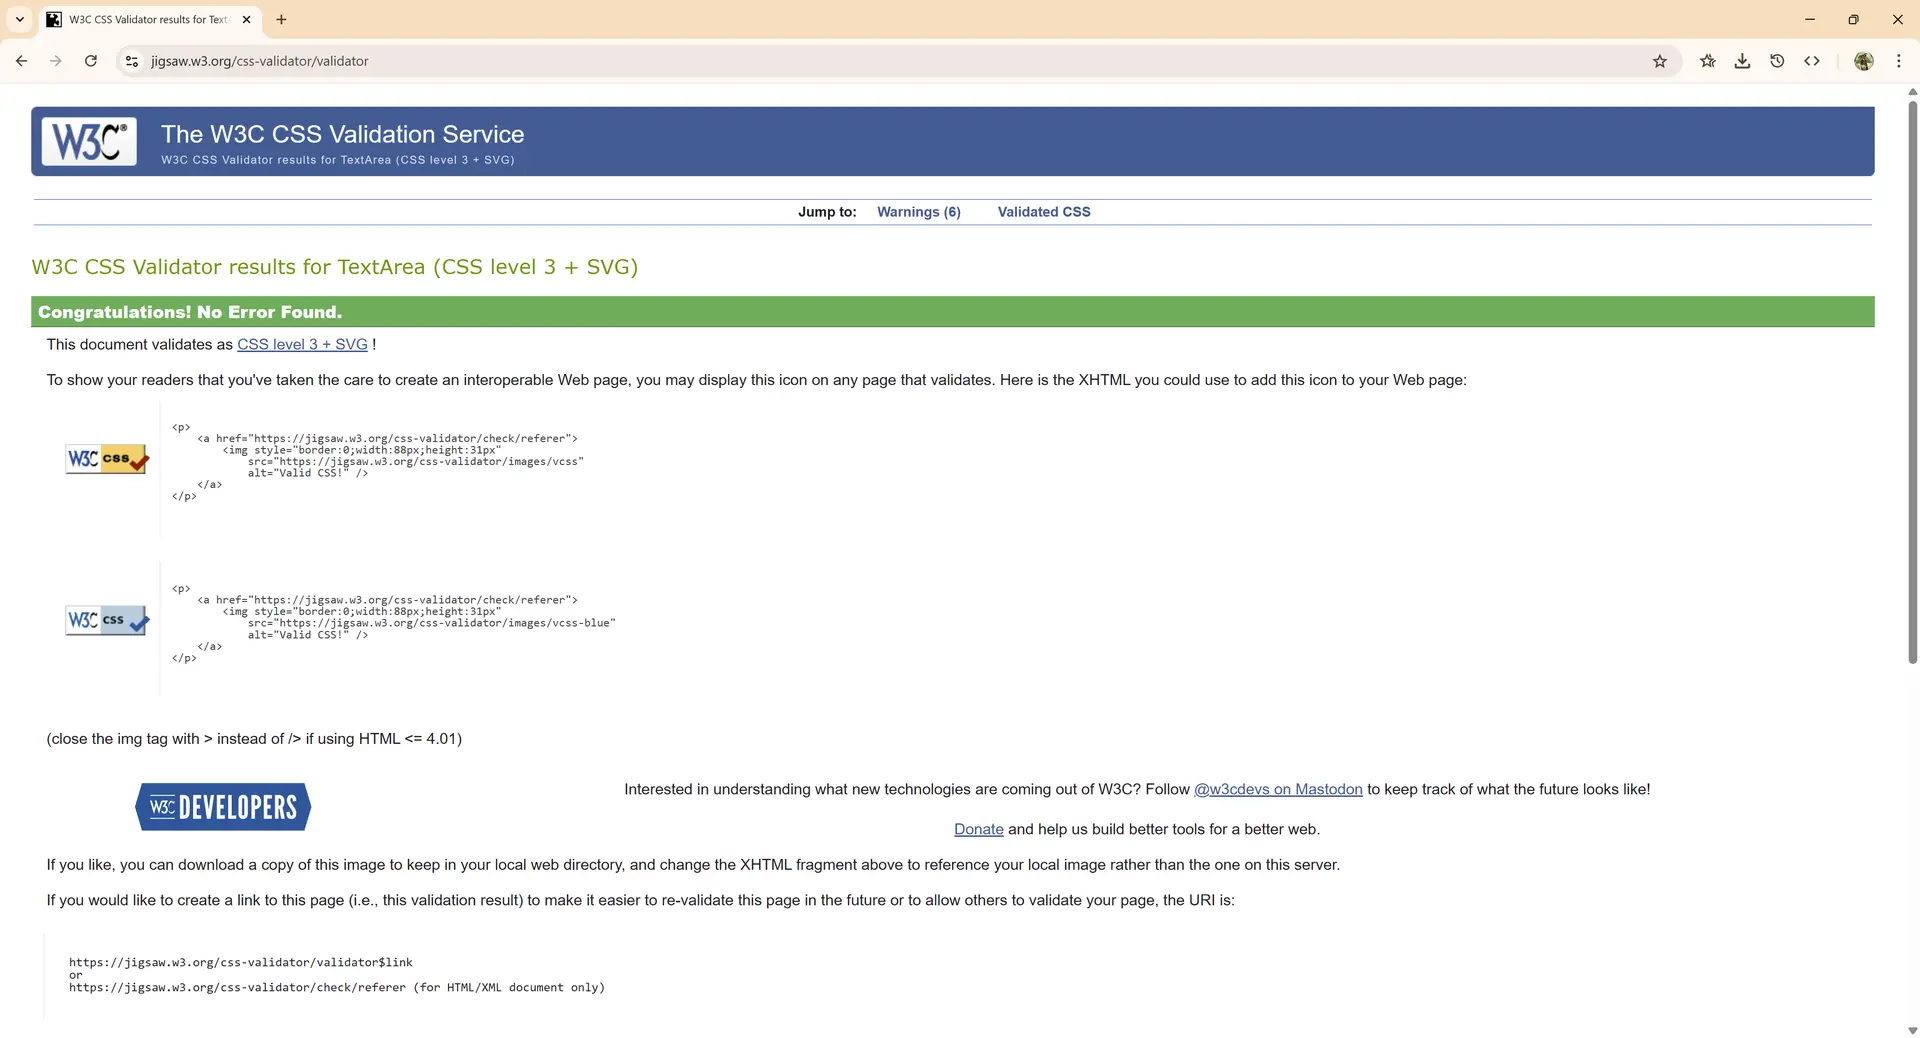 W3C CSS Validator results for Text
jigsaw.w3.org/css-validator/validator
W3C®
The W3C CSS Validation Service
W3C CSS Validator results for TextArea (CSS level 3 + SVG)
Jump to: Warnings (6) Validated CSS
W3C CSS Validator results for TextArea (CSS level 3 + SVG)
Congratulations! No Error Found.
This document validates as CSS level 3 + SVG !
To show your readers that you've taken the care to create an interoperable Web page, you may display this icon on any page that validates. Here is the XHTML you could use to add this icon to your Web page:
W3C css
<p>
<a href="https://jigsaw.w3.org/css-validator/check/referer">
<img style="border:0;width:88px;height:31px"
src="https://jigsaw.w3.org/css-validator/images/vcss"
alt="Valid CSS!" />
</a>
</p>
W3C css
<p>
<a href="https://jigsaw.w3.org/css-validator/check/referer">
<img style="border:0;width:88px;height:31px"
src="https://jigsaw.w3.org/css-validator/images/vcss-blue"
alt="Valid CSS!" />
</a>
</p>
(close the img tag with > instead of /> if using HTML <= 4.01)
W3C DEVELOPERS
Interested in understanding what new technologies are coming out of W3C? Follow @w3cdevs on Mastodon to keep track of what the future looks like!
Donate and help us build better tools for a better web.
If you like, you can download a copy of this image to keep in your local web directory, and change the XHTML fragment above to reference your local image rather than the one on this server.
If you would like to create a link to this page (i.e., this validation result) to make it easier to re-validate this page in the future or to allow others to validate your page, the URI is:
https://jigsaw.w3.org/css-validator/validator$link
or
https://jigsaw.w3.org/css-validator/check/referer (for HTML/XML document only)